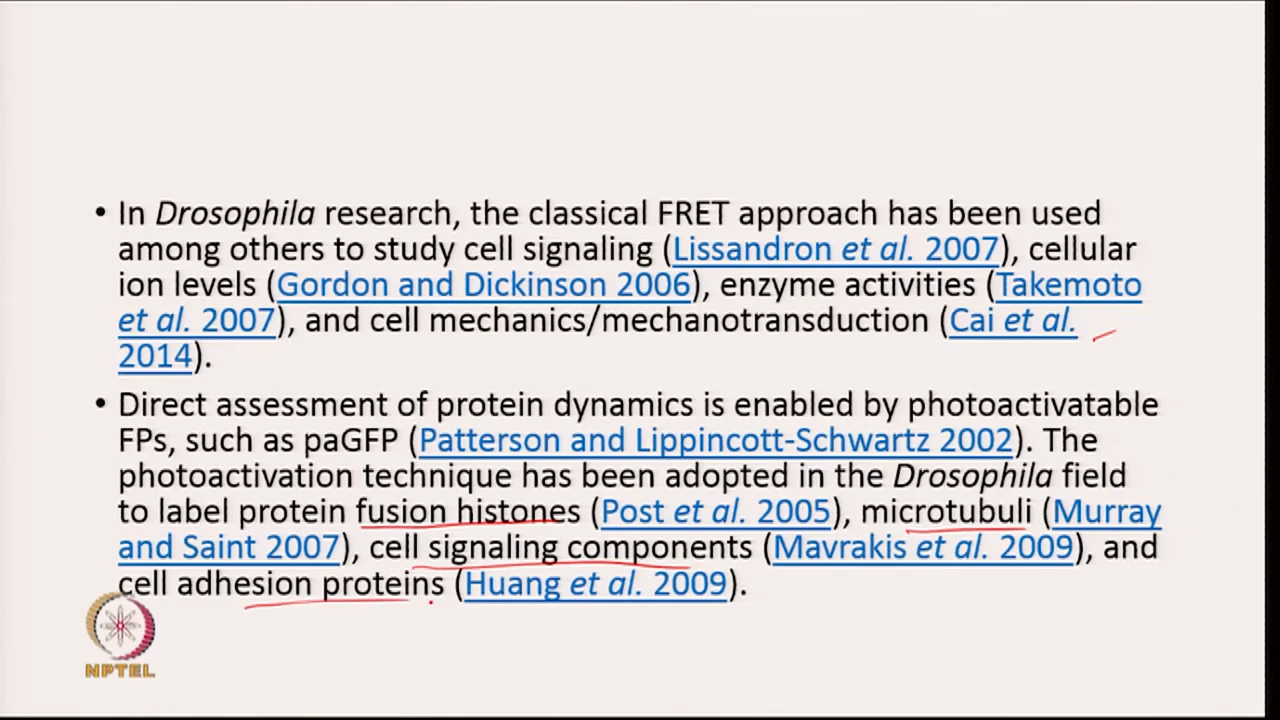 • In Drosophila research, the classical FRET approach has been used
among others to study cell signaling (Lissandron et al. 2007), cellular
ion levels (Gordon and Dickinson 2006), enzyme activities (Takemoto
et al. 2007), and cell mechanics/mechanotransduction (Cai et al.
2014).
• Direct assessment of protein dynamics is enabled by photoactivatable
FPs, such as paGFP (Patterson and Lippincott-Schwartz 2002). The
photoactivation technique has been adopted in the Drosophila field
to label protein fusion histones (Post et al. 2005), microtubuli (Murray
and Saint 2007), cell signaling components (Mavrakis et al. 2009), and
cell adhesion proteins (Huang et al. 2009).
NPTEL